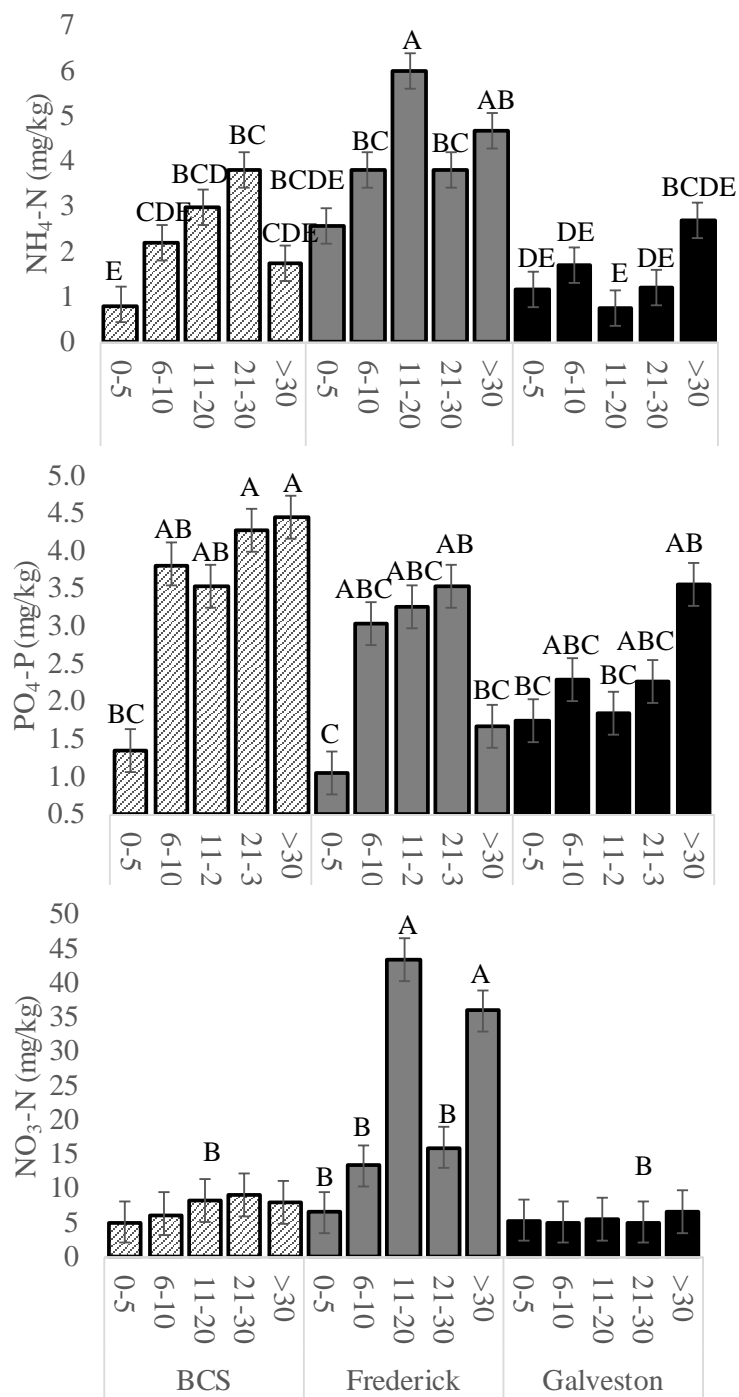 7
6
5
4
3
2
1
0
NH₄-N (mg/kg)
E
CDE
BCD
BC
CDE
BCDE
BC
A
BC
AB
DE
DE
E
DE
BCDE
0-5 6-10 11-20 21-30 >30 0-5 6-10 11-20 21-30 >30 0-5 6-10 11-20 21-30 >30
5.0
4.5
4.0
3.5
3.0
2.5
2.0
1.5
1.0
0.5
PO₄-P (mg/kg)
BC
AB
AB
A
A
C
ABC
ABC
AB
BC
BC
ABC
BC
ABC
AB
0-5 6-10 11-2 21-3 >30 0-5 6-10 11-2 21-3 >30 0-5 6-10 11-2 21-3 >30
50
45
40
35
30
25
20
15
10
5
0
NO₃-N (mg/kg)
B
B
B
A
B
A
B
0-5 6-10 11-20 21-30 >30 0-5 6-10 11-20 21-30 >30 0-5 6-10 11-20 21-30 >30
BCS Frederick Galveston